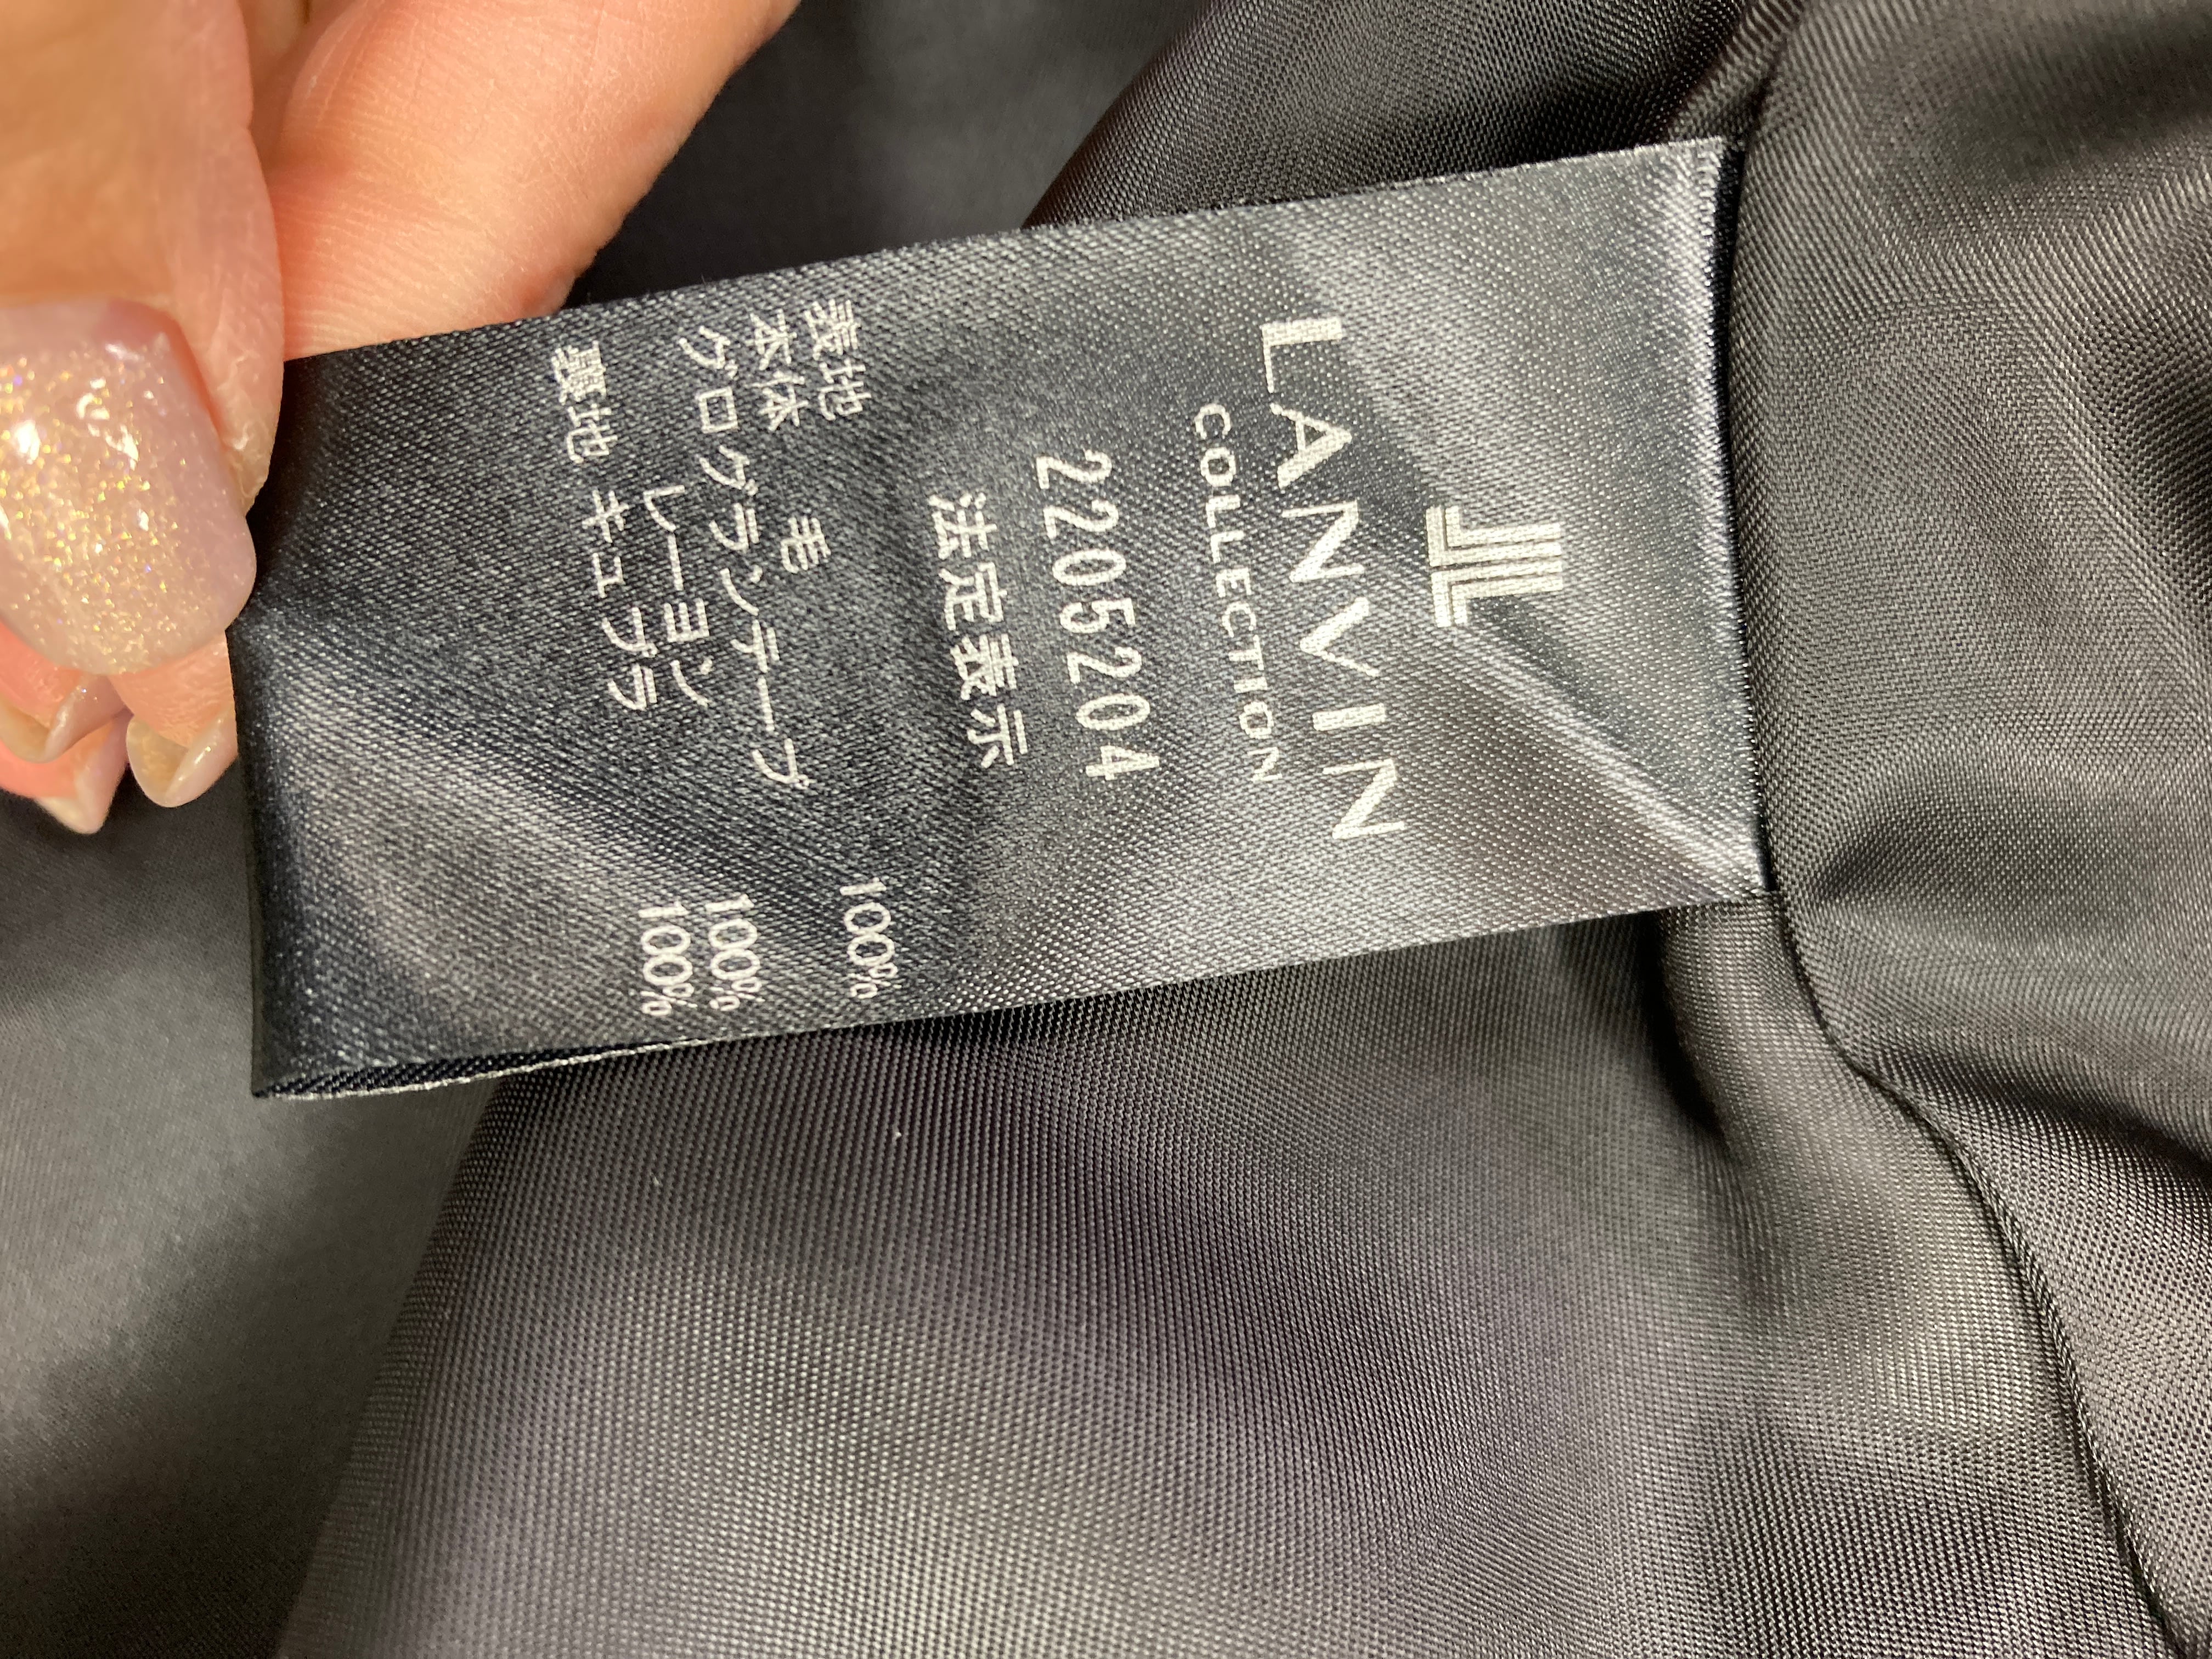 LANVIN
COLLECTION
2205204
法定表示
表地
本体 毛 100%
グログランテープ
レーヨン 100%
裏地 キュプラ 100%